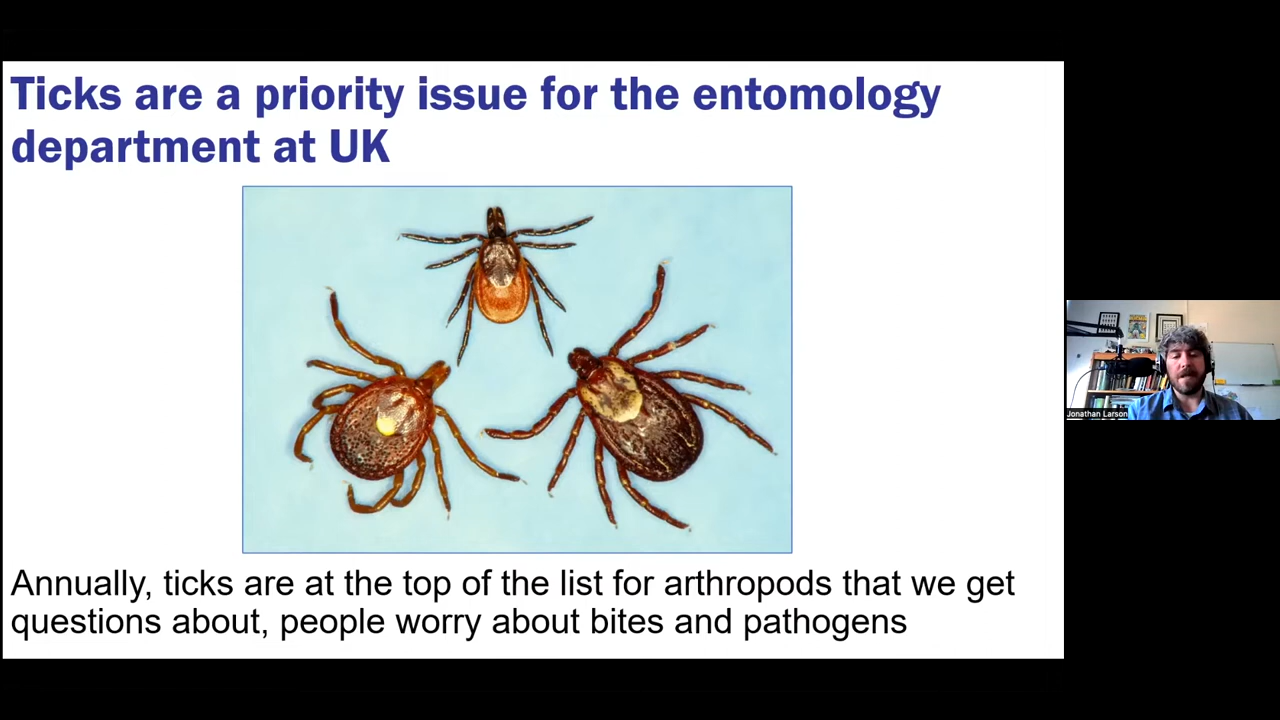 Ticks are a priority issue for the entomology
department at UK
Annually, ticks are at the top of the list for arthropods that we get
questions about, people worry about bites and pathogens
Jonathan Larson